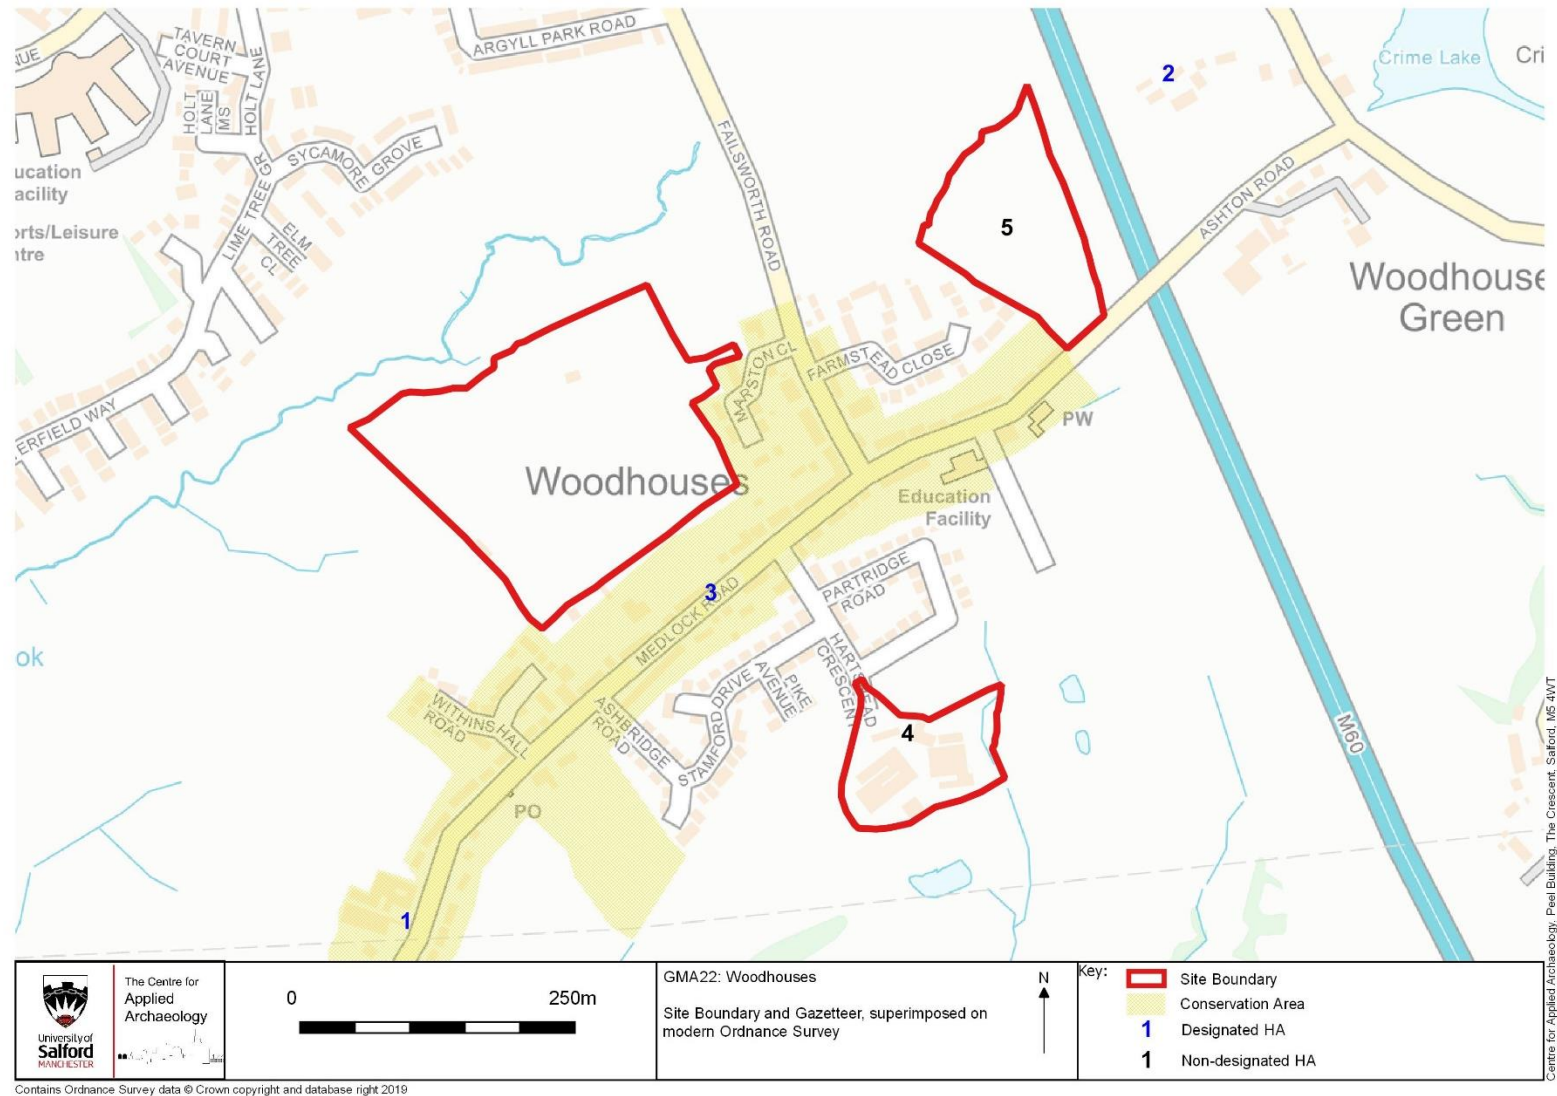 TAVERN
COURT
AVENUE
NUE
HOLT
LANE
MS
HOLT LANE
ARGYLL PARK ROAD
SYCAMORE GROVE
LIME TREE GR
ELM
TREE
CL
ucation
acility
orts/Leisure
ntre
FAILSWORTH ROAD
2
Crime Lake
Cri
5
ASHTON ROAD
Woodhouse
Green
MARSTON CL
FARMSTEAD CLOSE
ERFIELD WAY
Woodhouses
PW
Education
Facility
3
MEDLOCK ROAD
PARTRIDGE
ROAD
HARTSHEAD
CRESCENT
PIKE
AVENUE
STAMFORD DRIVE
ASHBRIDGE
ROAD
WITHINS HALL
ROAD
ok
4
M60
PO
1
University of
Salford
MANCHESTER
The Centre for
Applied
Archaeology
0 250m
GMA22: Woodhouses
Site Boundary and Gazetteer, superimposed on
modern Ordnance Survey
N
Key:
Site Boundary
Conservation Area
1 Designated HA
1 Non-designated HA
Contains Ordnance Survey data © Crown copyright and database right 2019
Centre for Applied Archaeology, Peel Building, The Crescent, Salford, M5 4WT